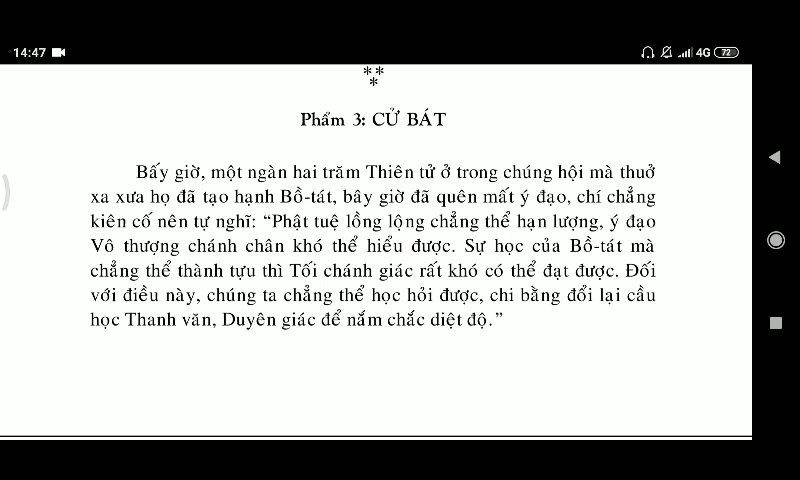 14:47
4G 72
**
*
Phẩm 3: CỬ BÁT
Bấy giờ, một ngàn hai trăm Thiên tử ở trong chúng hội mà thuở
xa xưa họ đã tạo hạnh Bồ-tát, bây giờ đã quên mất ý đạo, chí chẳng
kiên cố nên tự nghĩ: “Phật tuệ lồng lộng chẳng thể hạn lượng, ý đạo
Vô thượng chánh chân khó thể hiểu được. Sự học của Bồ-tát mà
chẳng thể thành tựu thì Tối chánh giác rất khó có thể đạt được. Đối
với điều này, chúng ta chẳng thể học hỏi được, chi bằng đổi lại cầu
học Thanh văn, Duyên giác để nắm chắc diệt độ.”